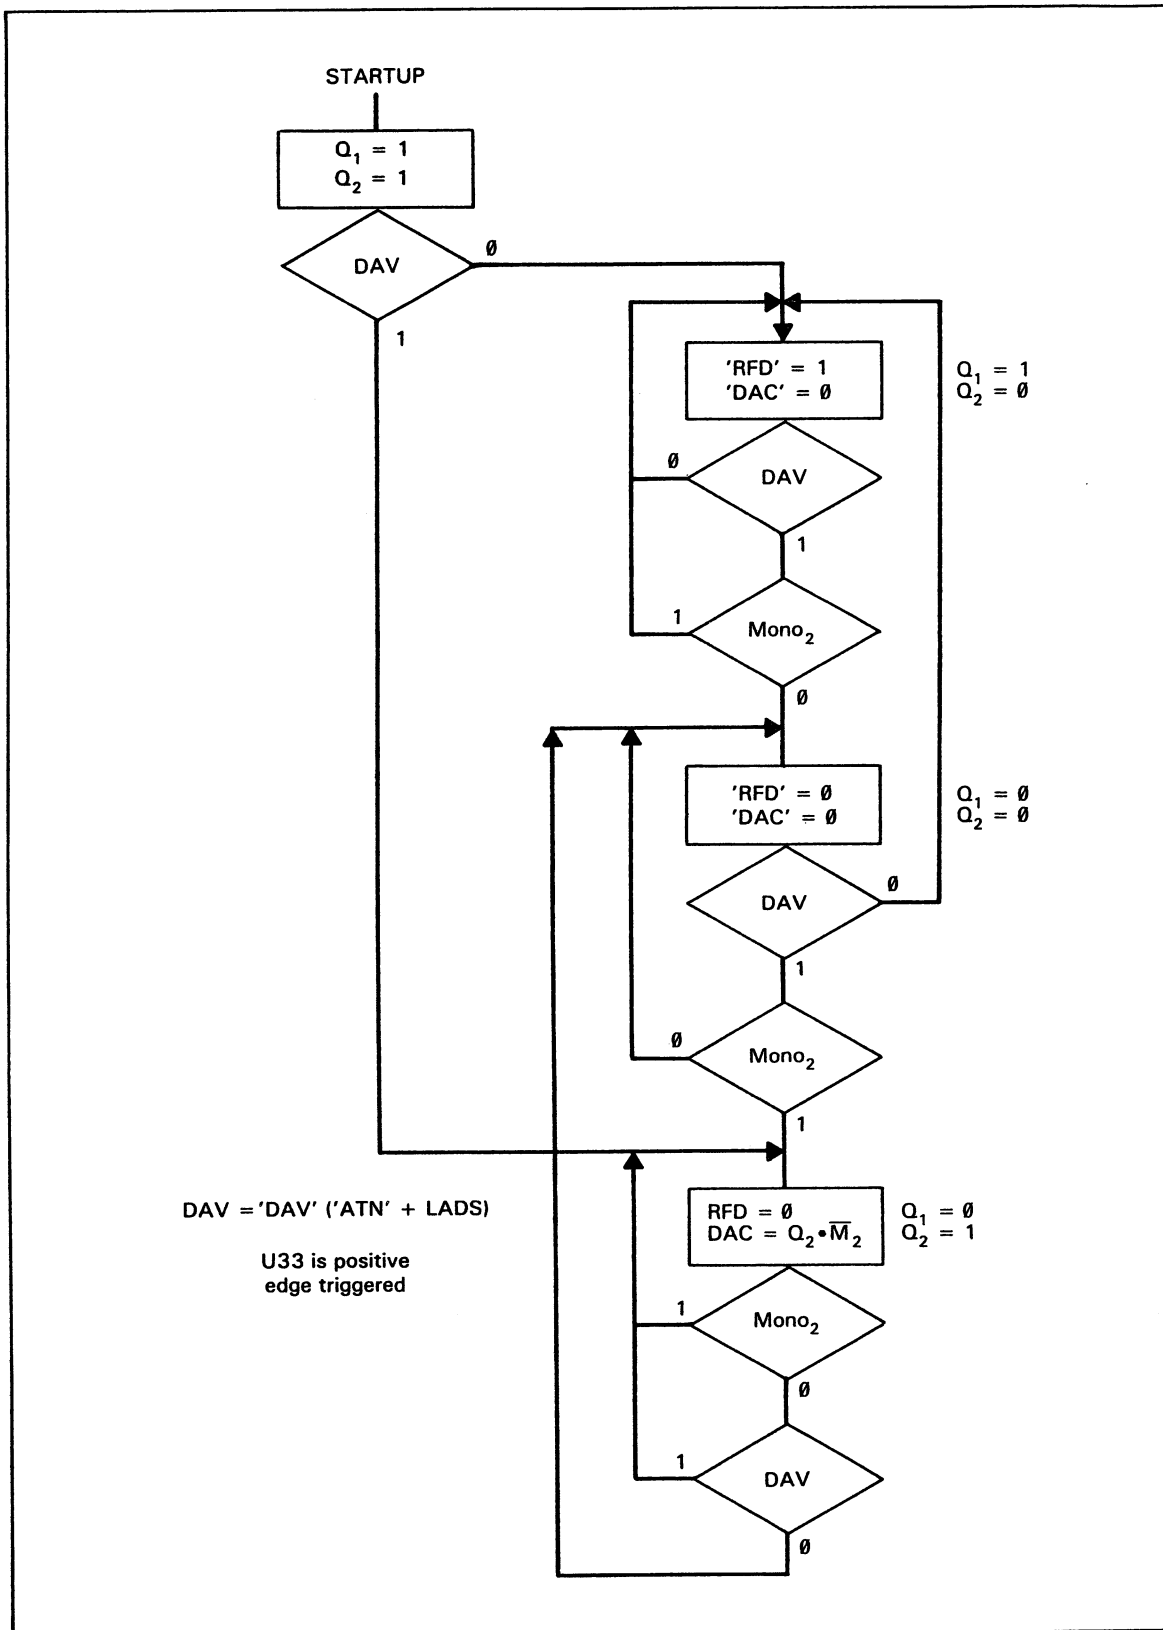 STARTUP
Q₁ = 1
Q₂ = 1
DAV
Ø
1
'RFD' = 1
'DAC' = Ø
Q₁ = 1
Q₂ = Ø
Ø
DAV
1
1
Mono₂
Ø
'RFD' = Ø
'DAC' = Ø
Q₁ = Ø
Q₂ = Ø
DAV
Ø
1
Ø
Mono₂
1
DAV = 'DAV' ('ATN' + LADS)
U33 is positive
edge triggered
RFD = Ø
DAC = Q₂•M̅₂
Q₁ = Ø
Q₂ = 1
1
Mono₂
Ø
1
DAV
Ø